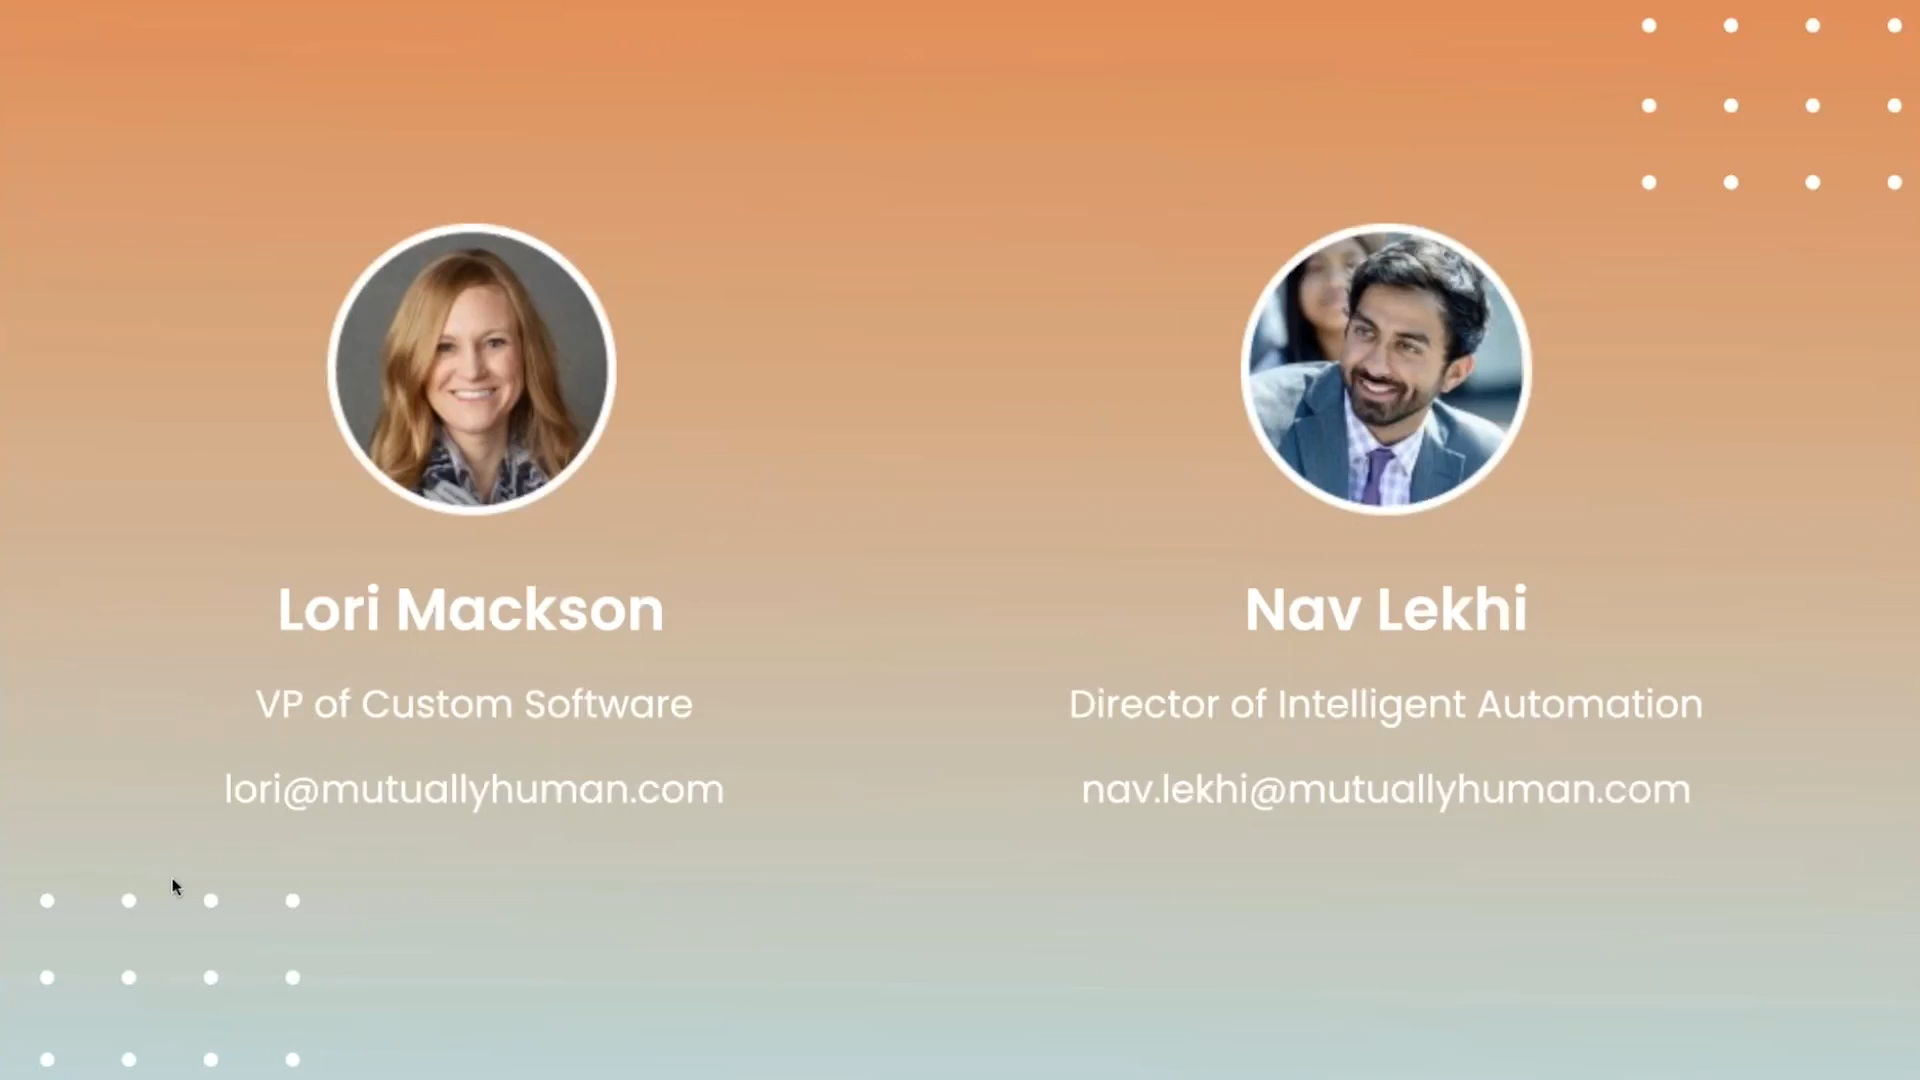 Lori Mackson
VP of Custom Software
lori@mutuallyhuman.com
Nav Lekhi
Director of Intelligent Automation
nav.lekhi@mutuallyhuman.com